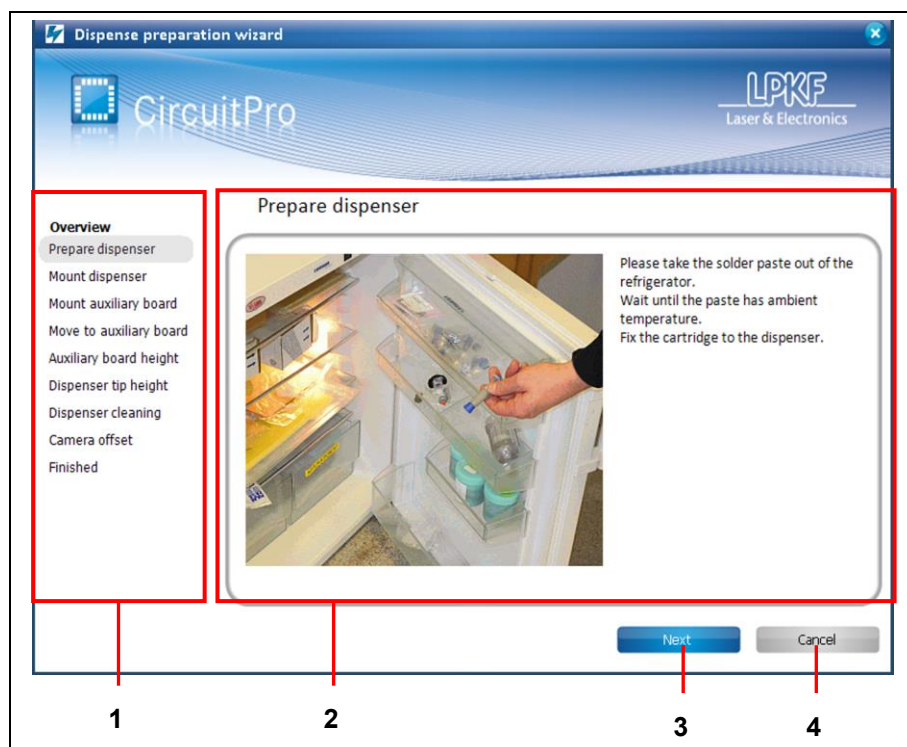 Dispense preparation wizard
CircuitPro
LPKF
Laser & Electronics
Overview
Prepare dispenser
Mount dispenser
Mount auxiliary board
Move to auxiliary board
Auxiliary board height
Dispenser tip height
Dispenser cleaning
Camera offset
Finished
Prepare dispenser
Please take the solder paste out of the
refrigerator.
Wait until the paste has ambient
temperature.
Fix the cartridge to the dispenser.
Next
Cancel
1
2
3
4